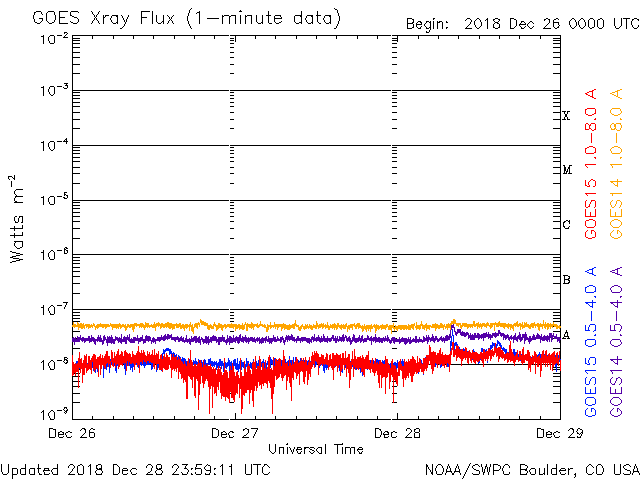 GOES Xray Flux (1-minute data)
Begin: 2018 Dec 26 0000 UTC
10-2
10-3
10-4
10-5
10-6
10-7
10-8
10-9
Watts m-2
X
M
C
B
A
GOES15 1.0-8.0 A
GOES14 1.0-8.0 A
GOES15 0.5-4.0 A
GOES14 0.5-4.0 A
Dec 26
Dec 27
Dec 28
Dec 29
Universal Time
Updated 2018 Dec 28 23:59:11 UTC
NOAA/SWPC Boulder, CO USA